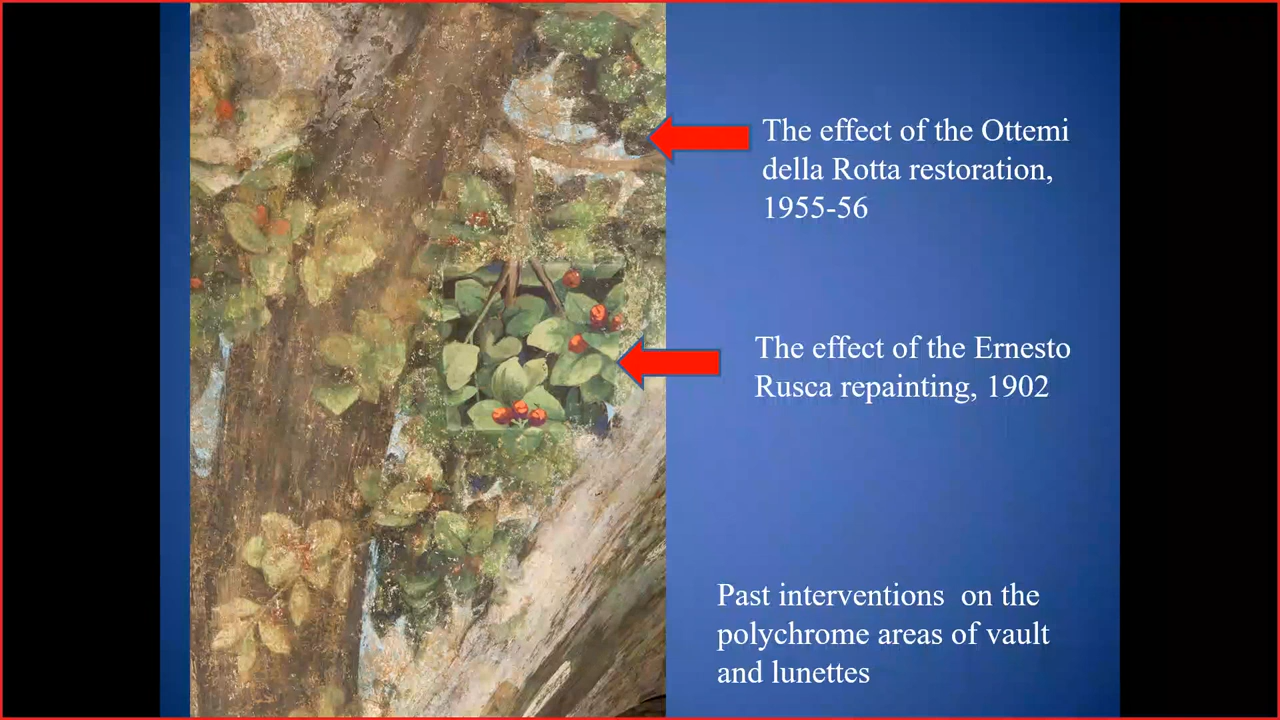 The effect of the Ottemi
della Rotta restoration,
1955-56
The effect of the Ernesto
Rusca repainting, 1902
Past interventions  on the
polychrome areas of vault
and lunettes